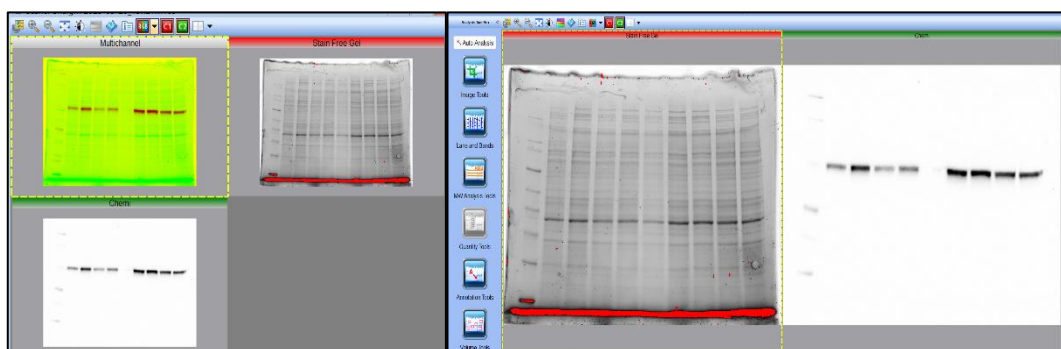 Multichannel
Stain Free Gel
Chemi
Auto Analysis
Image Tools
Lane and Bands
MW Analysis Tools
Quantity Tools
Annotation Tools
Volume Tools
Stain Free Gel
Chemi